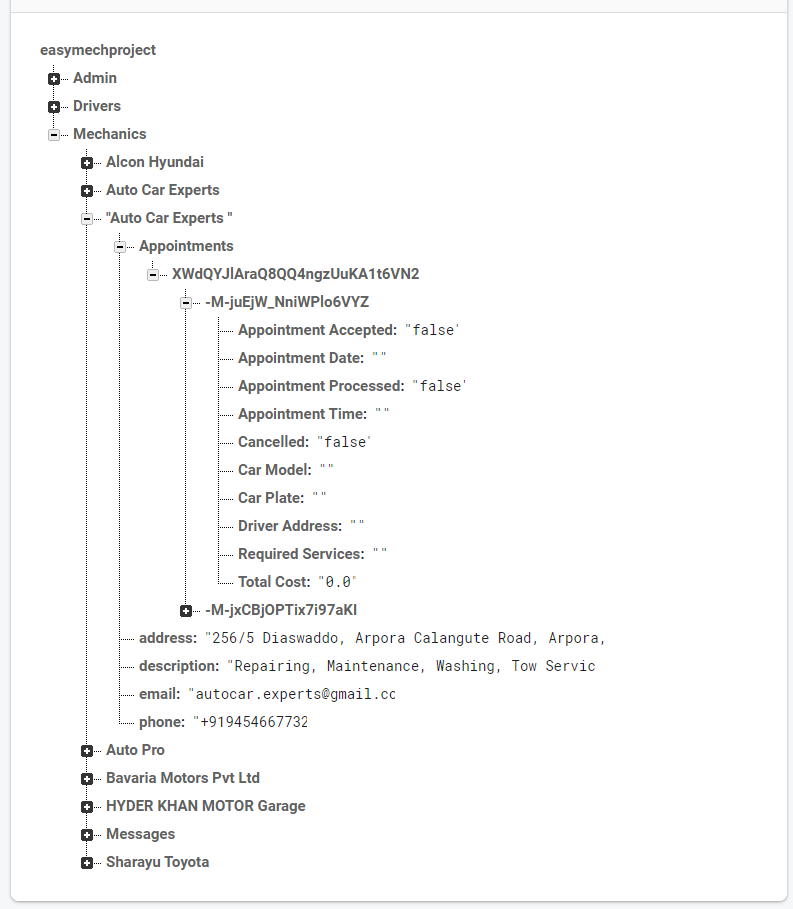 easymechproject
Admin
Drivers
Mechanics
Alcon Hyundai
Auto Car Experts
"Auto Car Experts "
Appointments
XWdQYJlAraQ8QQ4ngzUuKA1t6VN2
-M-juEjW_NniWPlo6VYZ
Appointment Accepted: "false"
Appointment Date: ""
Appointment Processed: "false"
Appointment Time: ""
Cancelled: "false"
Car Model: ""
Car Plate: ""
Driver Address: ""
Required Services: ""
Total Cost: "0.0"
-M-jxCBjOPTix7i97aKI
address: "256/5 Diaswaddo, Arpora Calangute Road, Arpora,
description: "Repairing, Maintenance, Washing, Tow Servic
email: "autocar.experts@gmail.cc
phone: "+919454667732
Auto Pro
Bavaria Motors Pvt Ltd
HYDER KHAN MOTOR Garage
Messages
Sharayu Toyota